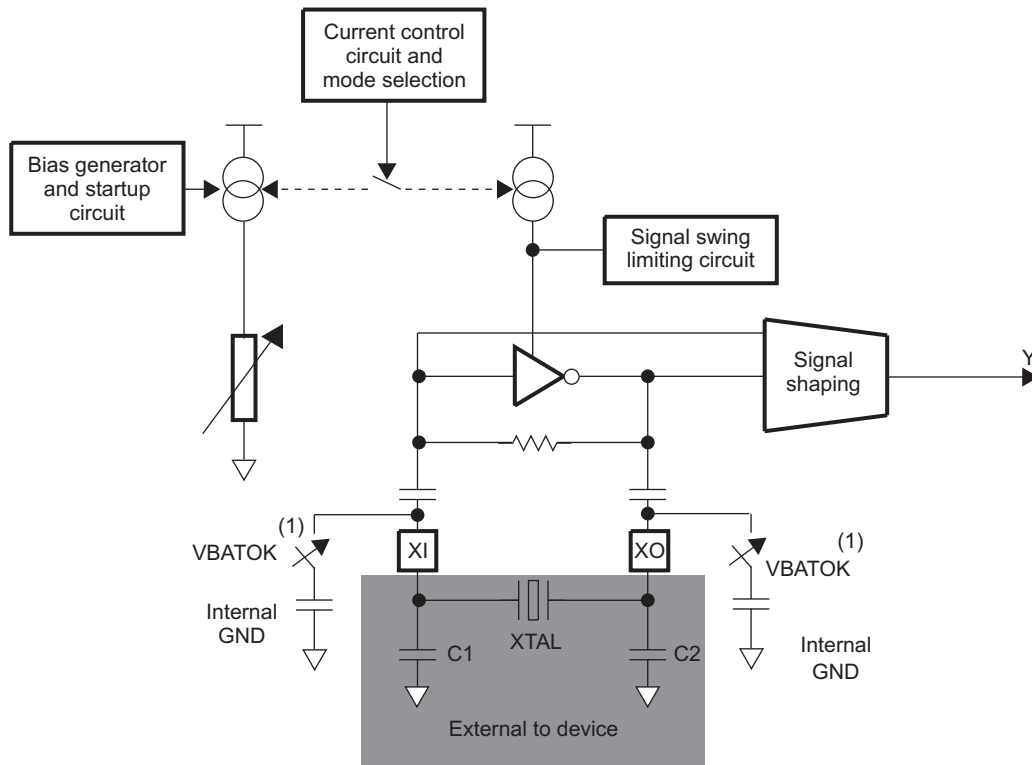 Current control
circuit and
mode selection
Bias generator
and startup
circuit
Signal swing
limiting circuit
Signal
shaping
Y
(1)
VBATOK
XI
XO
(1)
VBATOK
Internal
GND
XTAL
C1
C2
Internal
GND
External to device